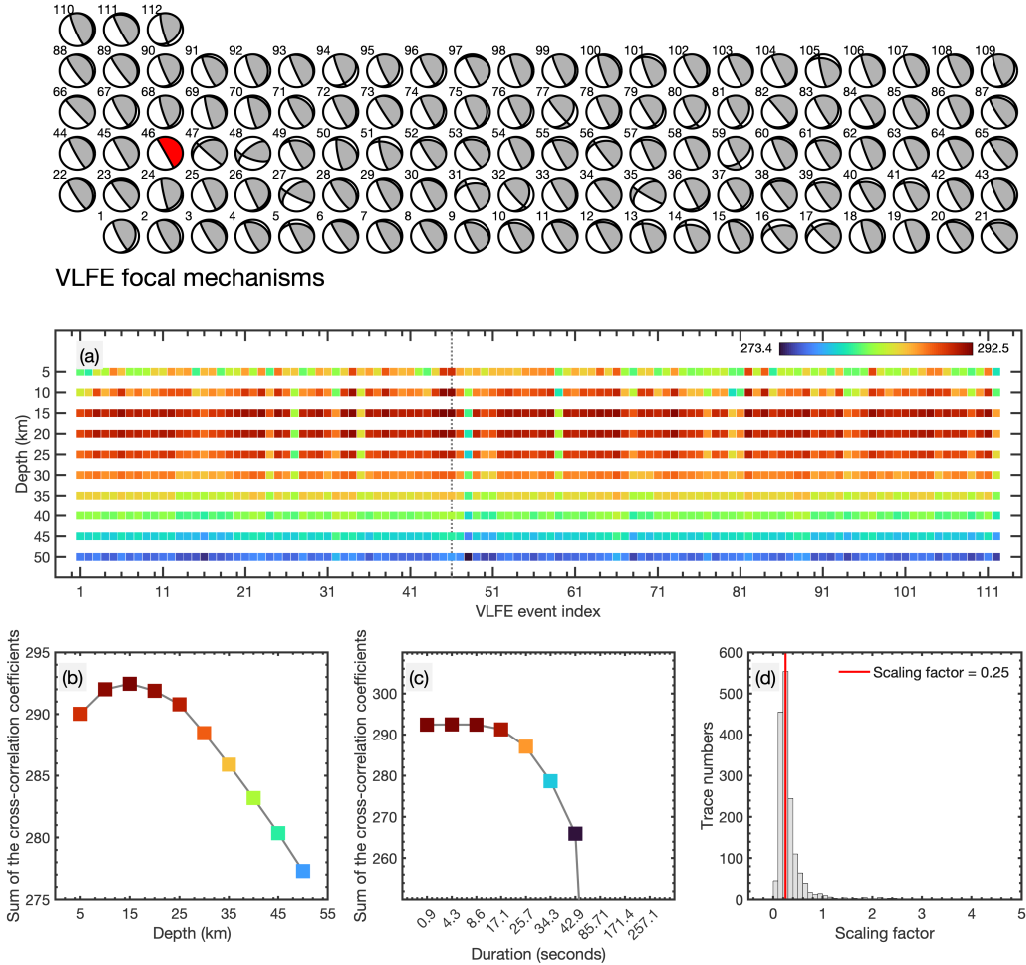 110 111 112
88 89 90 91 92 93 94 95 96 97 98 99 100 101 102 103 104 105 106 107 108 109
66 67 68 69 70 71 72 73 74 75 76 77 78 79 80 81 82 83 84 85 86 87
44 45 46 47 48 49 50 51 52 53 54 55 56 57 58 59 60 61 62 63 64 65
22 23 24 25 26 27 28 29 30 31 32 33 34 35 36 37 38 39 40 41 42 43
1 2 3 4 5 6 7 8 9 10 11 12 13 14 15 16 17 18 19 20 21
VLFE focal mechanisms
(a)
273.4 292.5
Depth (km)
5
10
15
20
25
30
35
40
45
50
1 11 21 31 41 51 61 71 81 91 101 111
VLFE event index
(b)
Sum of the cross-correlation coefficients
295
290
285
280
275
5 15 25 35 45 55
Depth (km)
(c)
Sum of the cross-correlation coefficients
300
290
280
270
260
0.9 4.3 8.6 17.1 25.7 34.3 42.9 85.71 171.4 257.1
Duration (seconds)
(d)
Scaling factor = 0.25
Trace numbers
600
500
400
300
200
100
0
0 1 2 3 4 5
Scaling factor